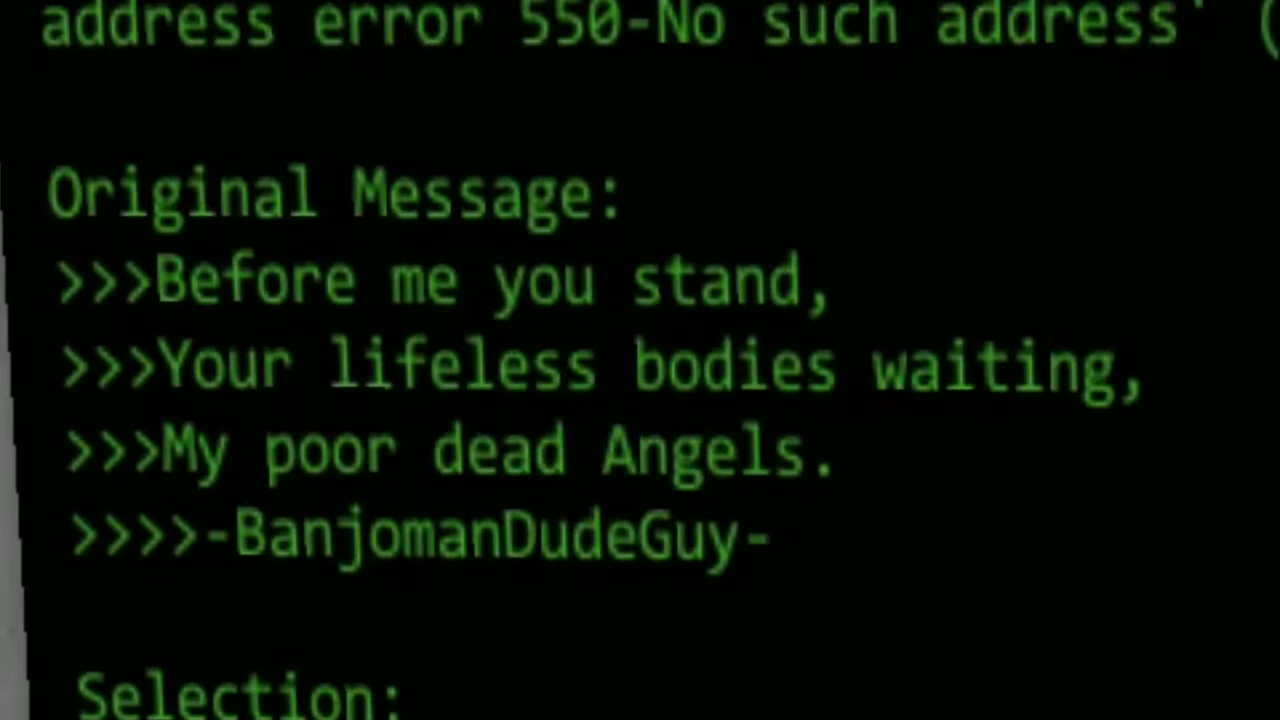 address error 550-No such address' (
Original Message:
>>>Before me you stand,
>>>Your lifeless bodies waiting,
>>>My poor dead Angels.
>>>>-BanjomanDudeGuy-
Selection: